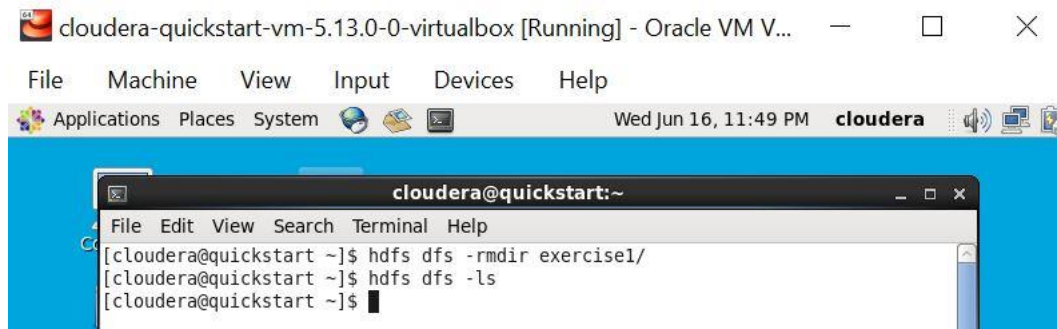 cloudera-quickstart-vm-5.13.0-0-virtualbox [Running] - Oracle VM V...
File Machine View Input Devices Help
Applications Places System Wed Jun 16, 11:49 PM cloudera
cloudera@quickstart:~
File Edit View Search Terminal Help
[cloudera@quickstart ~]$ hdfs dfs -rmdir exercise1/
[cloudera@quickstart ~]$ hdfs dfs -ls
[cloudera@quickstart ~]$